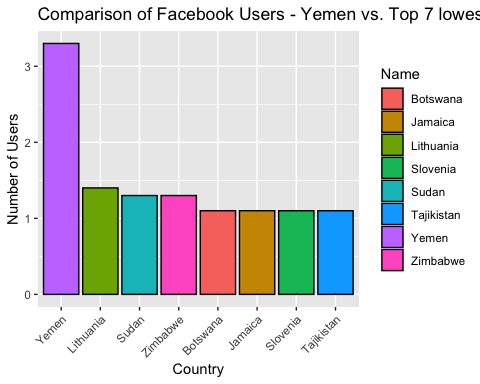 Comparison of Facebook Users - Yemen vs. Top 7 lowes
Number of Users
3
2
1
0
Yemen
Lithuania
Sudan
Zimbabwe
Botswana
Jamaica
Slovenia
Tajikistan
Country
Name
Botswana
Jamaica
Lithuania
Slovenia
Sudan
Tajikistan
Yemen
Zimbabwe